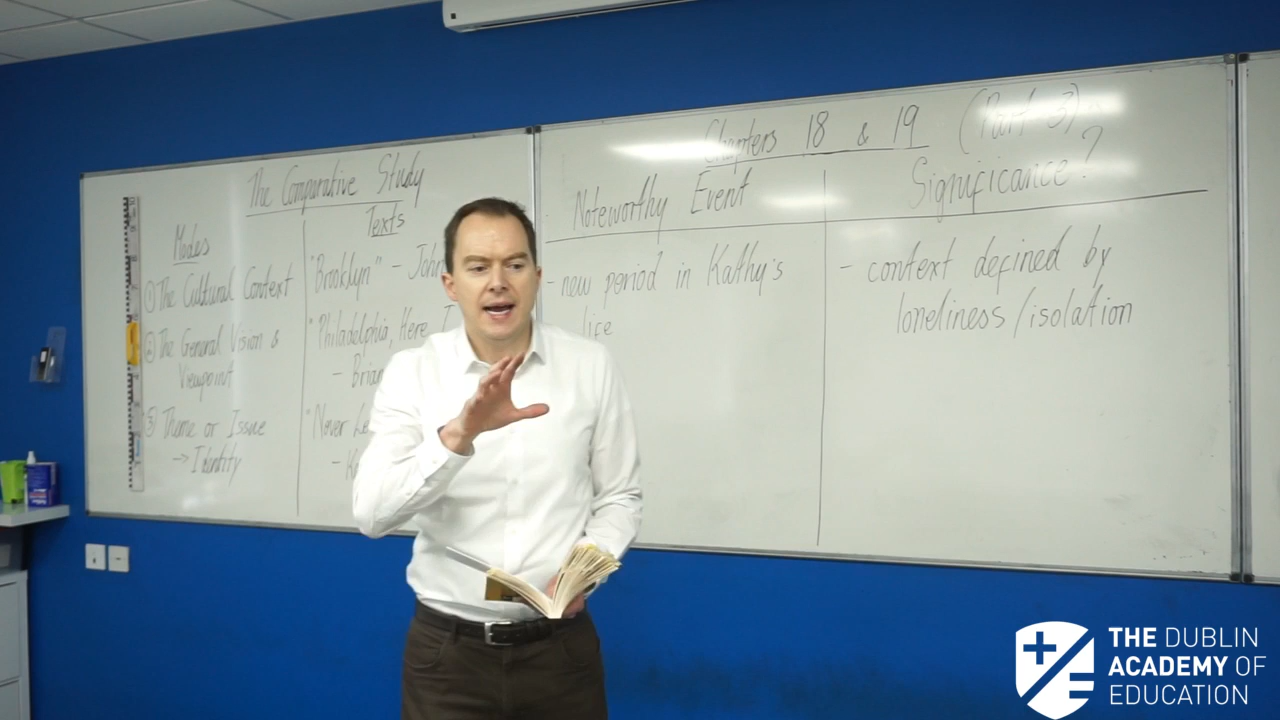 The Comparative Study
Modes
① The Cultural Context
② The General Vision &
Viewpoint
③ Theme or Issue
→ Identity
Texts
"Brooklyn" - John
"Philadelphia, Here I
- Brian
"Never Le
- Ka
Chapters 18 & 19 (Part 3)
Noteworthy Event
- new period in Kathy's
life
Significance?
- context defined by
loneliness/isolation
THE DUBLIN
ACADEMY OF
EDUCATION